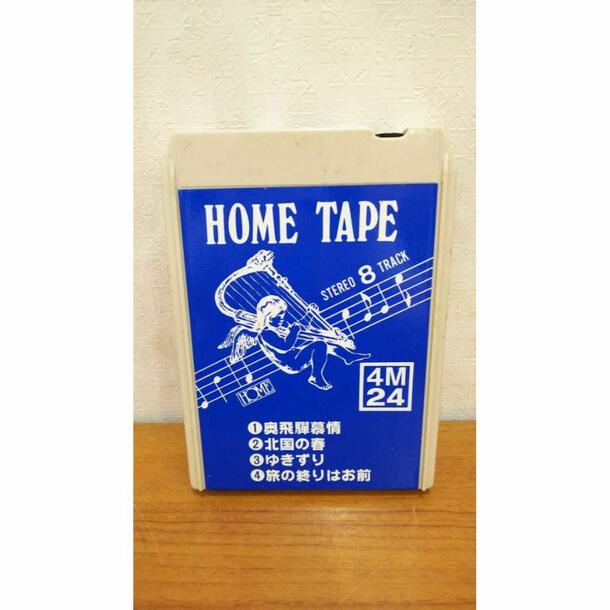 HOME TAPE
STEREO 8 TRACK
HOME
4M
24
❶奥飛騨慕情
❷北国の春
❸ゆきずり
❹旅の終りはお前